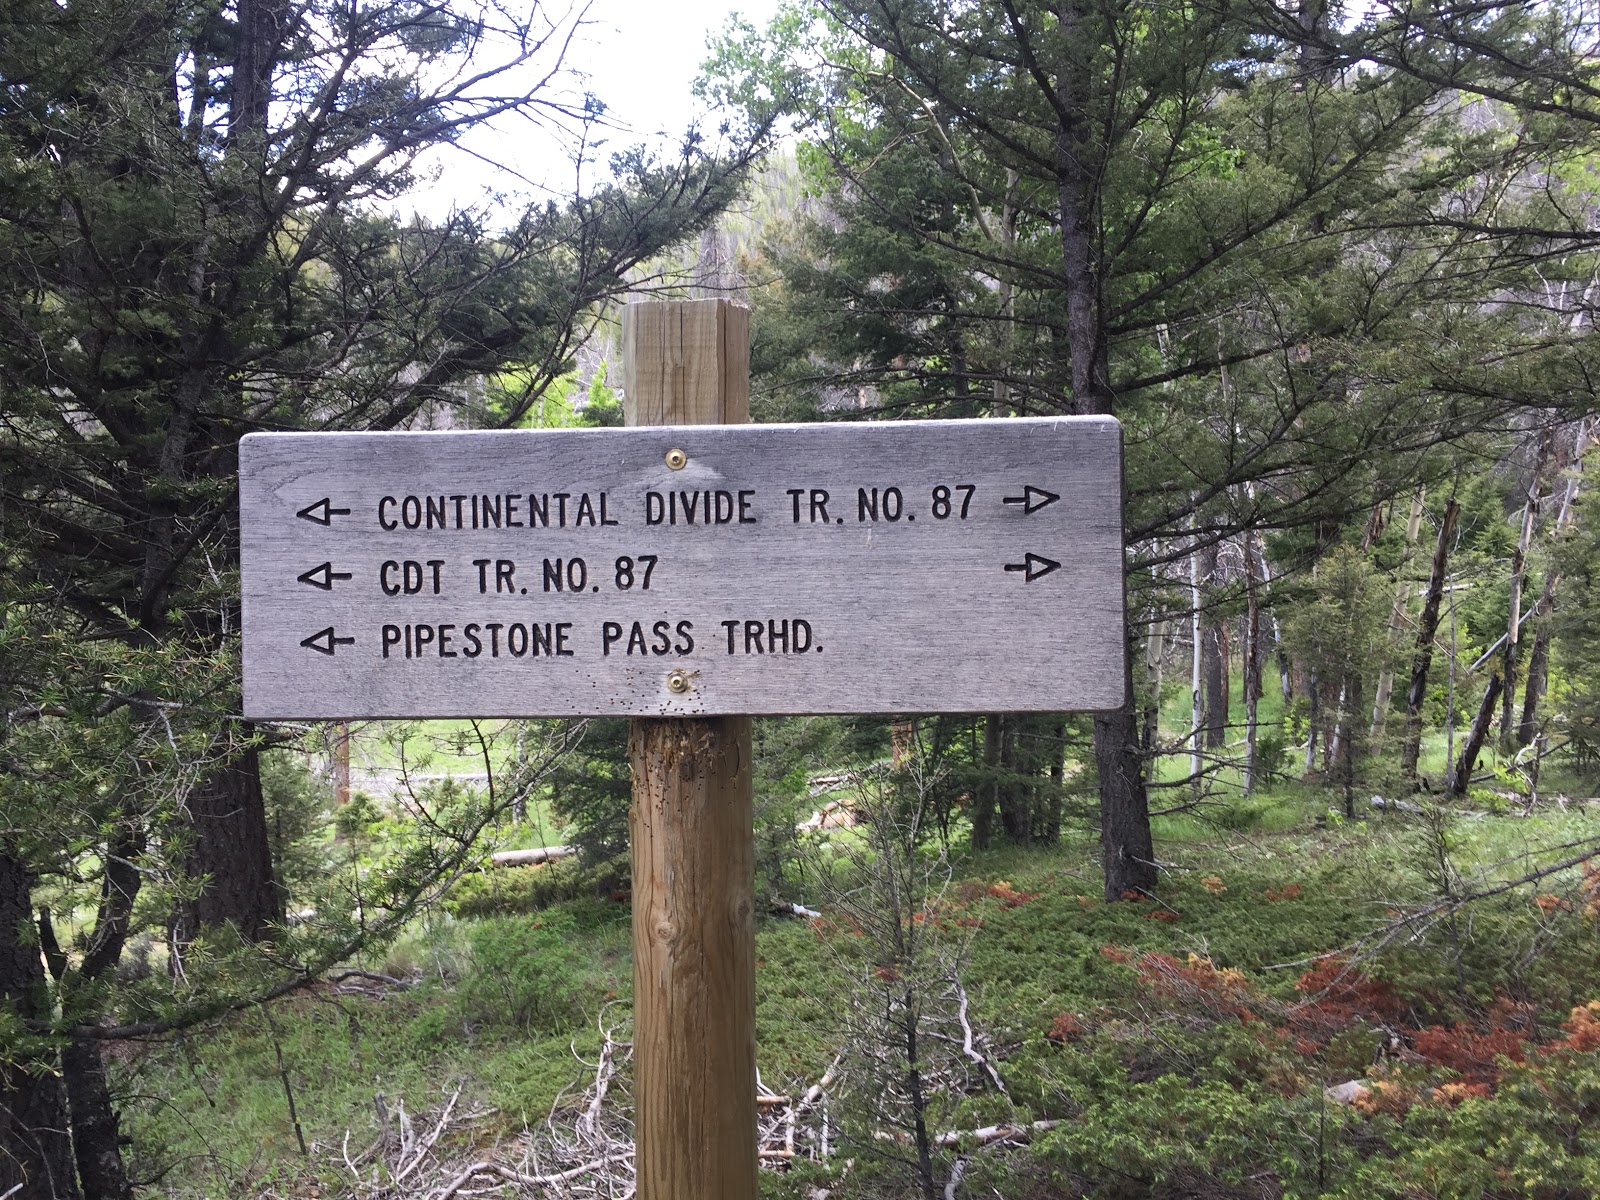 ← CONTINENTAL DIVIDE TR. NO. 87 →
← CDT TR. NO. 87 →
← PIPESTONE PASS TRHD.